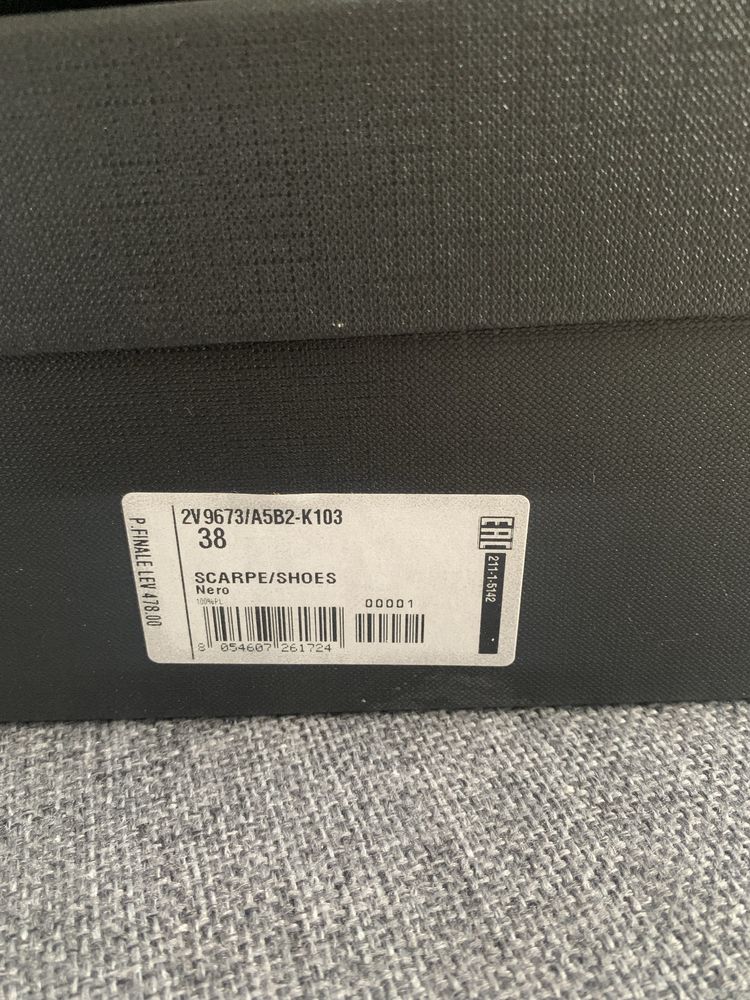 P.FINALE LEV 478.00
2V9673/A5B2-K103
38
SCARPE/SHOES
Nero
100%PL
00001
8 054607 261724
EAC
211-1-5142